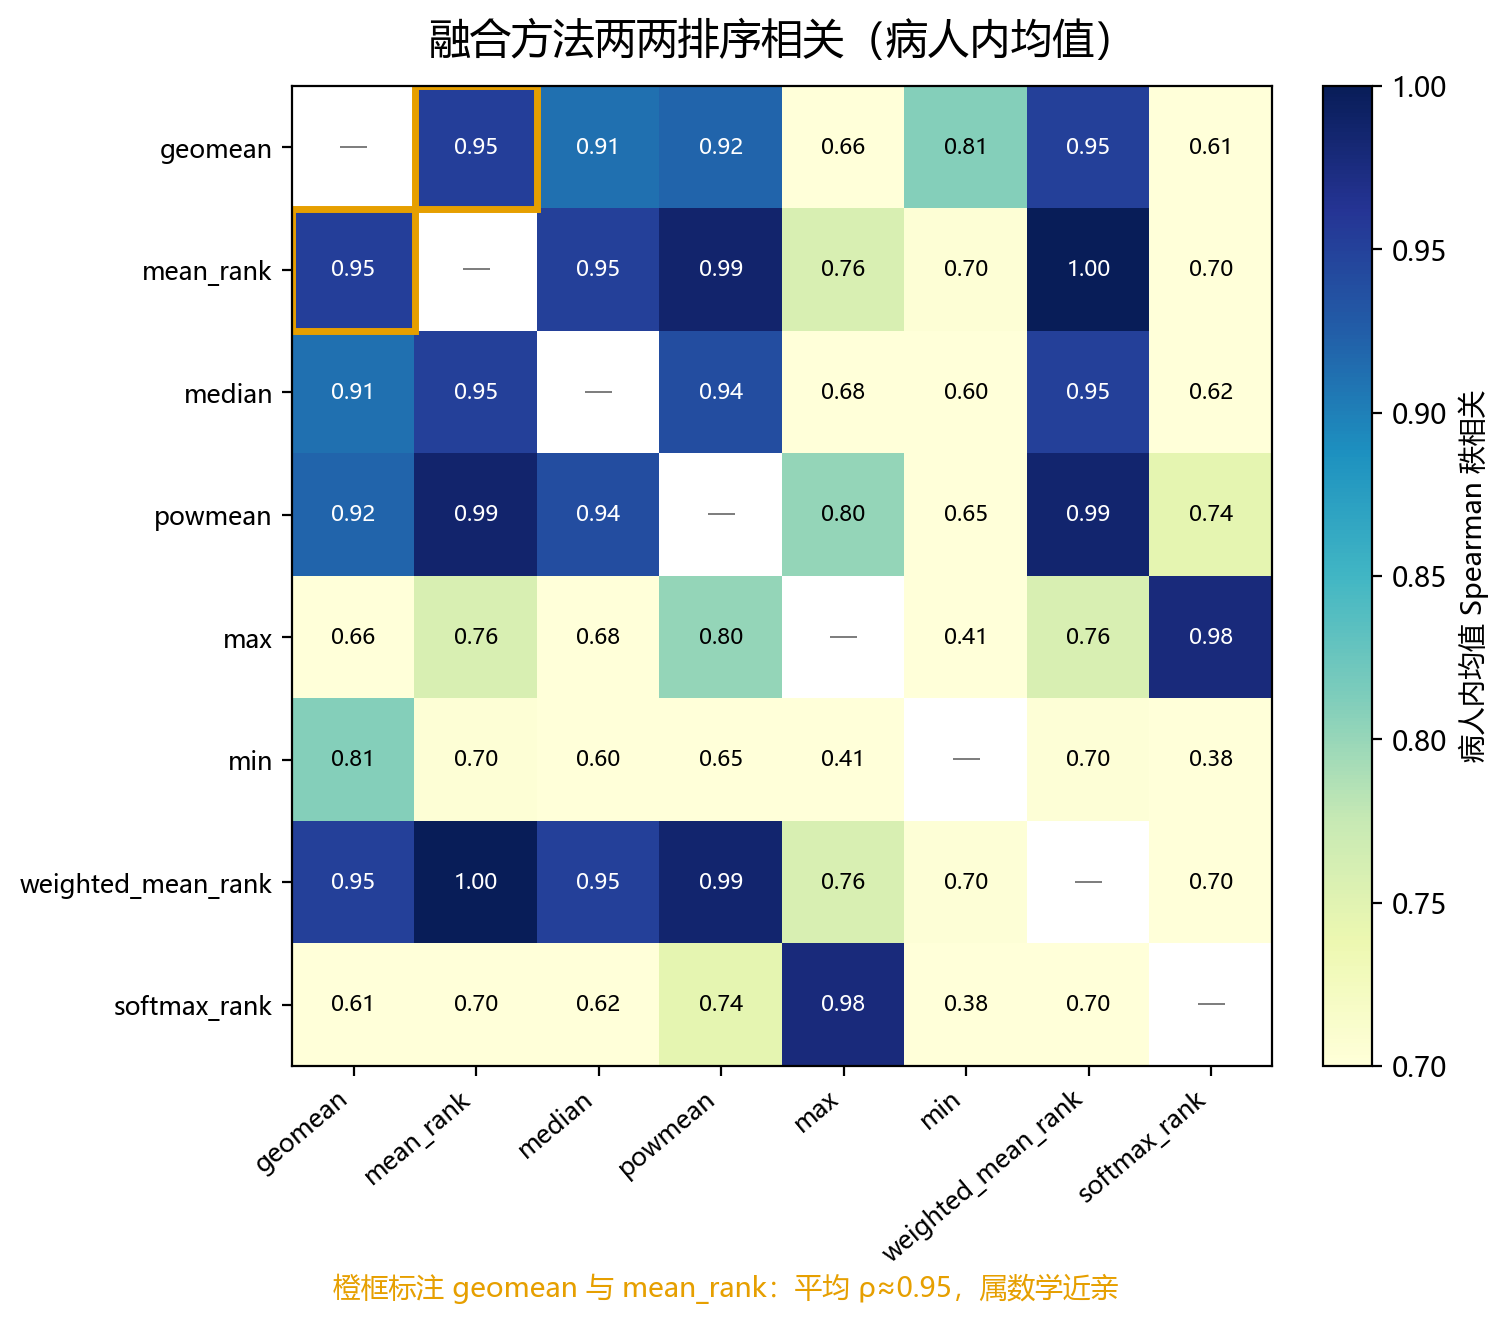 融合方法两两排序相关（病人内均值）
geomean — 0.95 0.91 0.92 0.66 0.81 0.95 0.61
mean_rank 0.95 — 0.95 0.99 0.76 0.70 1.00 0.70
median 0.91 0.95 — 0.94 0.68 0.60 0.95 0.62
powmean 0.92 0.99 0.94 — 0.80 0.65 0.99 0.74
max 0.66 0.76 0.68 0.80 — 0.41 0.76 0.98
min 0.81 0.70 0.60 0.65 0.41 — 0.70 0.38
weighted_mean_rank 0.95 1.00 0.95 0.99 0.76 0.70 — 0.70
softmax_rank 0.61 0.70 0.62 0.74 0.98 0.38 0.70 —
geomean
mean_rank
median
powmean
max
min
weighted_mean_rank
softmax_rank
1.00
0.95
0.90
0.85
0.80
0.75
0.70
病人内均值 Spearman 秩相关
橙框标注 geomean 与 mean_rank：平均 ρ≈0.95，属数学近亲